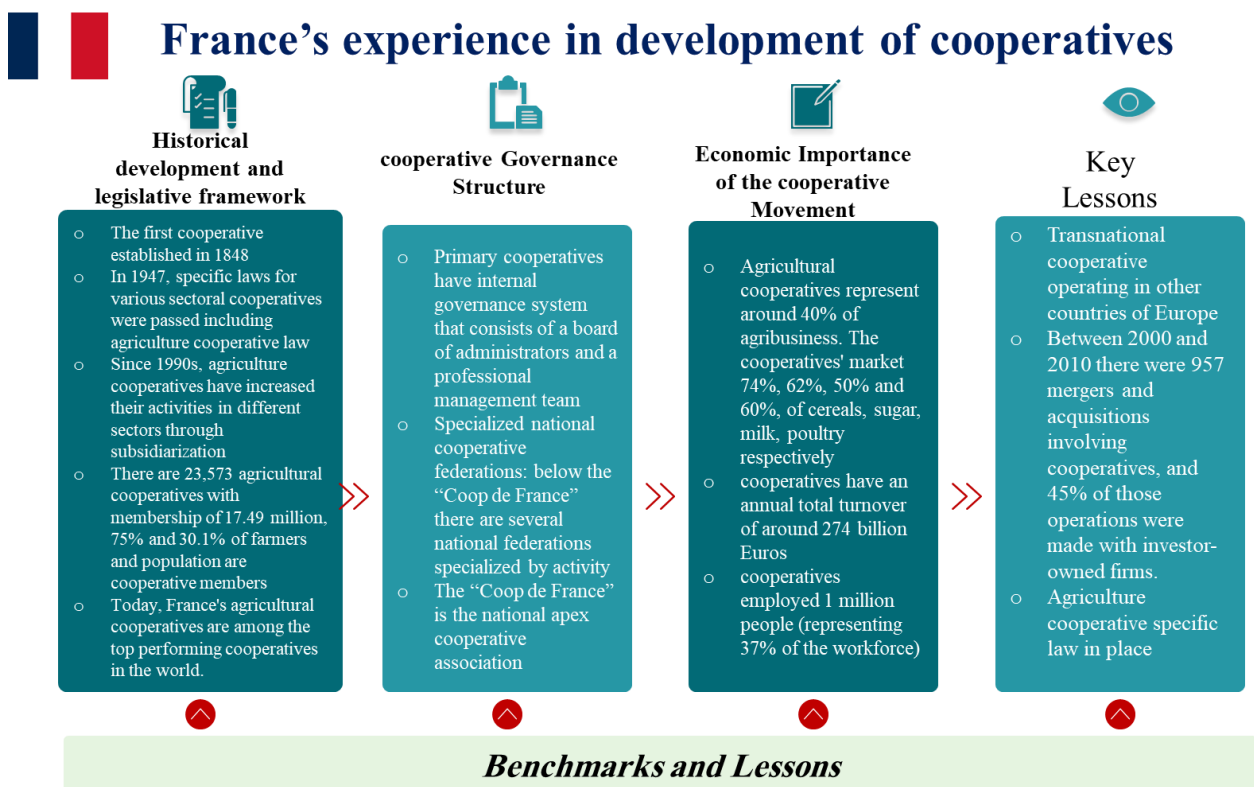 France's experience in development of cooperatives
Historical
development and
legislative framework
o The first cooperative
established in 1848
o In 1947, specific laws for
various sectoral cooperatives
were passed including
agriculture cooperative law
o Since 1990s, agriculture
cooperatives have increased
their activities in different
sectors through
subsidiarization
o There are 23,573 agricultural
cooperatives with
membership of 17.49 million,
75% and 30.1% of farmers
and population are
cooperative members
o Today, France's agricultural
cooperatives are among the
top performing cooperatives
in the world.
cooperative Governance
Structure
o Primary cooperatives
have internal
governance system
that consists of a board
of administrators and a
professional
management team
o Specialized national
cooperative
federations: below the
“Coop de France”
there are several
national federations
specialized by activity
o The “Coop de France”
is the national apex
cooperative
association
Economic Importance
of the cooperative
Movement
o Agricultural
cooperatives represent
around 40% of
agribusiness. The
cooperatives' market
74%, 62%, 50% and
60%, of cereals, sugar,
milk, poultry
respectively
o cooperatives have an
annual total turnover
of around 274 billion
Euros
o cooperatives
employed 1 million
people (representing
37% of the workforce)
Key
Lessons
o Transnational
cooperative
operating in other
countries of Europe
o Between 2000 and
2010 there were 957
mergers and
acquisitions
involving
cooperatives, and
45% of those
operations were
made with investor-
owned firms.
o Agriculture
cooperative specific
law in place
Benchmarks and Lessons